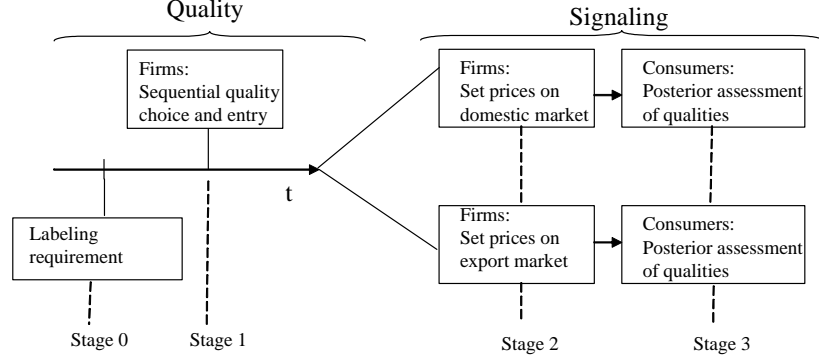 Quality
Signaling
Firms:
Sequential quality
choice and entry
Firms:
Set prices on
domestic market
Consumers:
Posterior assessment
of qualities
t
Labeling
requirement
Firms:
Set prices on
export market
Consumers:
Posterior assessment
of qualities
Stage 0
Stage 1
Stage 2
Stage 3